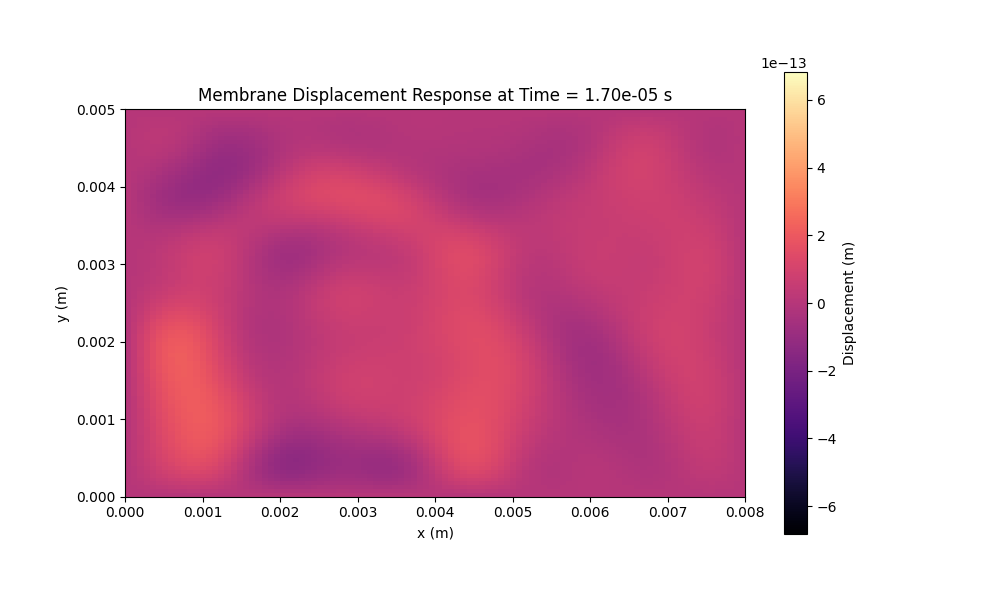 1e−13
Membrane Displacement Response at Time = 1.70e-05 s
0.005
0.004
0.003
0.002
0.001
0.000
y (m)
0.000 0.001 0.002 0.003 0.004 0.005 0.006 0.007 0.008
x (m)
6
4
2
0
−2
−4
−6
Displacement (m)